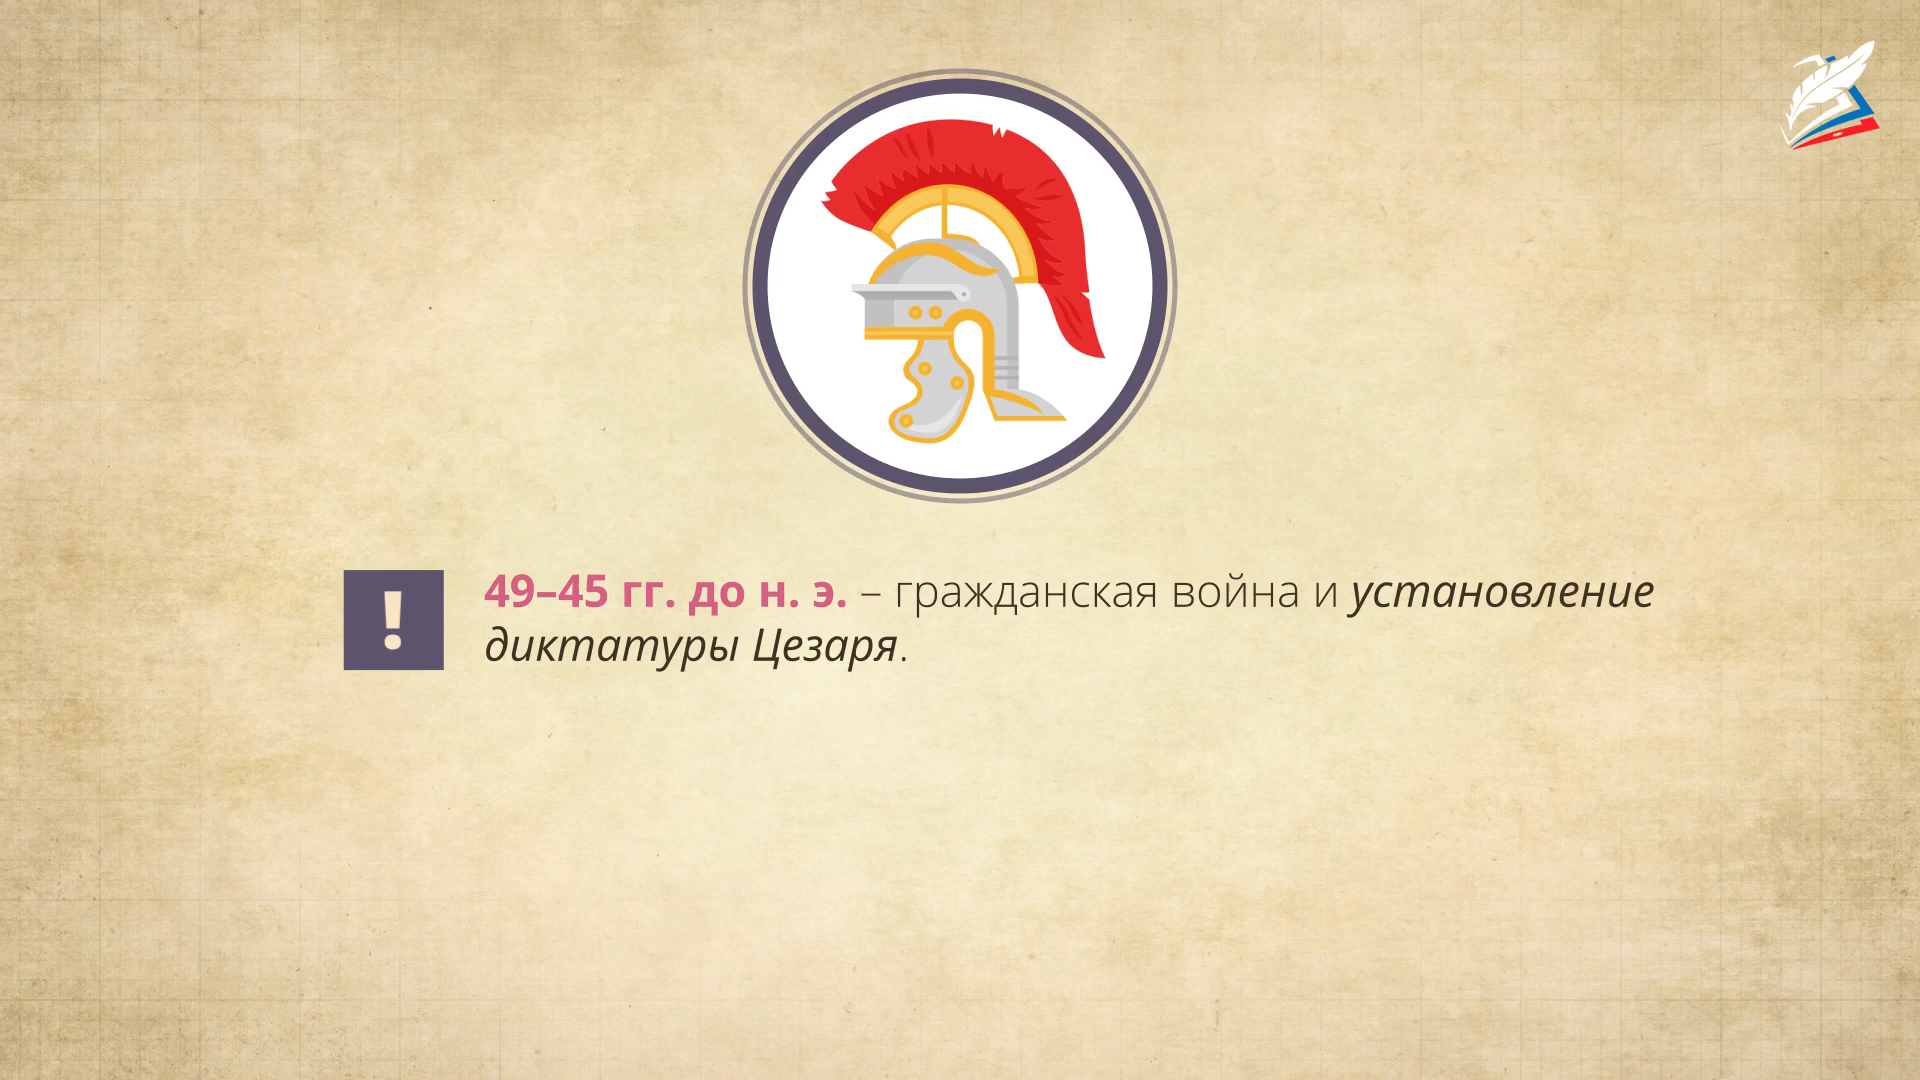 ! 49–45 гг. до н. э. – гражданская война и установление
диктатуры Цезаря.